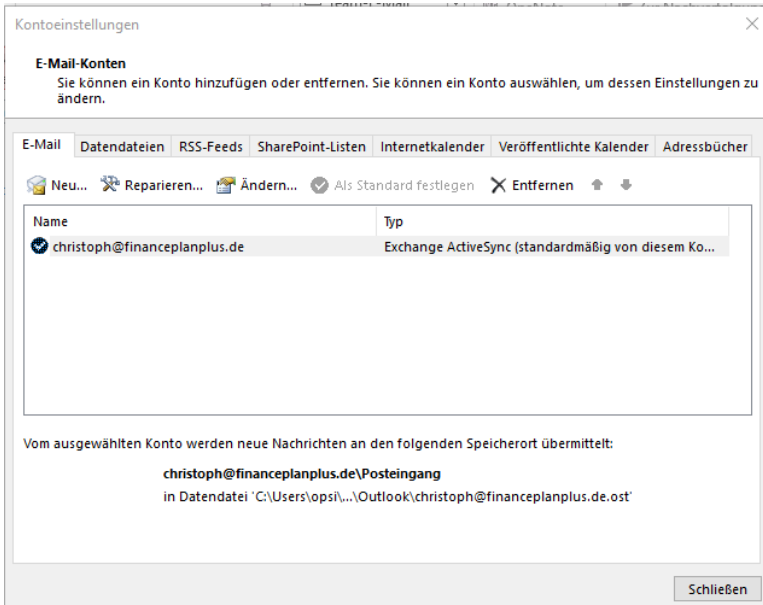 Kontoeinstellungen
E-Mail-Konten
Sie können ein Konto hinzufügen oder entfernen. Sie können ein Konto auswählen, um dessen Einstellungen zu
ändern.
E-Mail Datendateien RSS-Feeds SharePoint-Listen Internetkalender Veröffentlichte Kalender Adressbücher
Neu... Reparieren... Ändern... Als Standard festlegen Entfernen
Name Typ
christoph@financeplanplus.de Exchange ActiveSync (standardmäßig von diesem Ko...
Vom ausgewählten Konto werden neue Nachrichten an den folgenden Speicherort übermittelt:
christoph@financeplanplus.de\Posteingang
in Datendatei 'C:\Users\opsi\...\Outlook\christoph@financeplanplus.de.ost'
Schließen